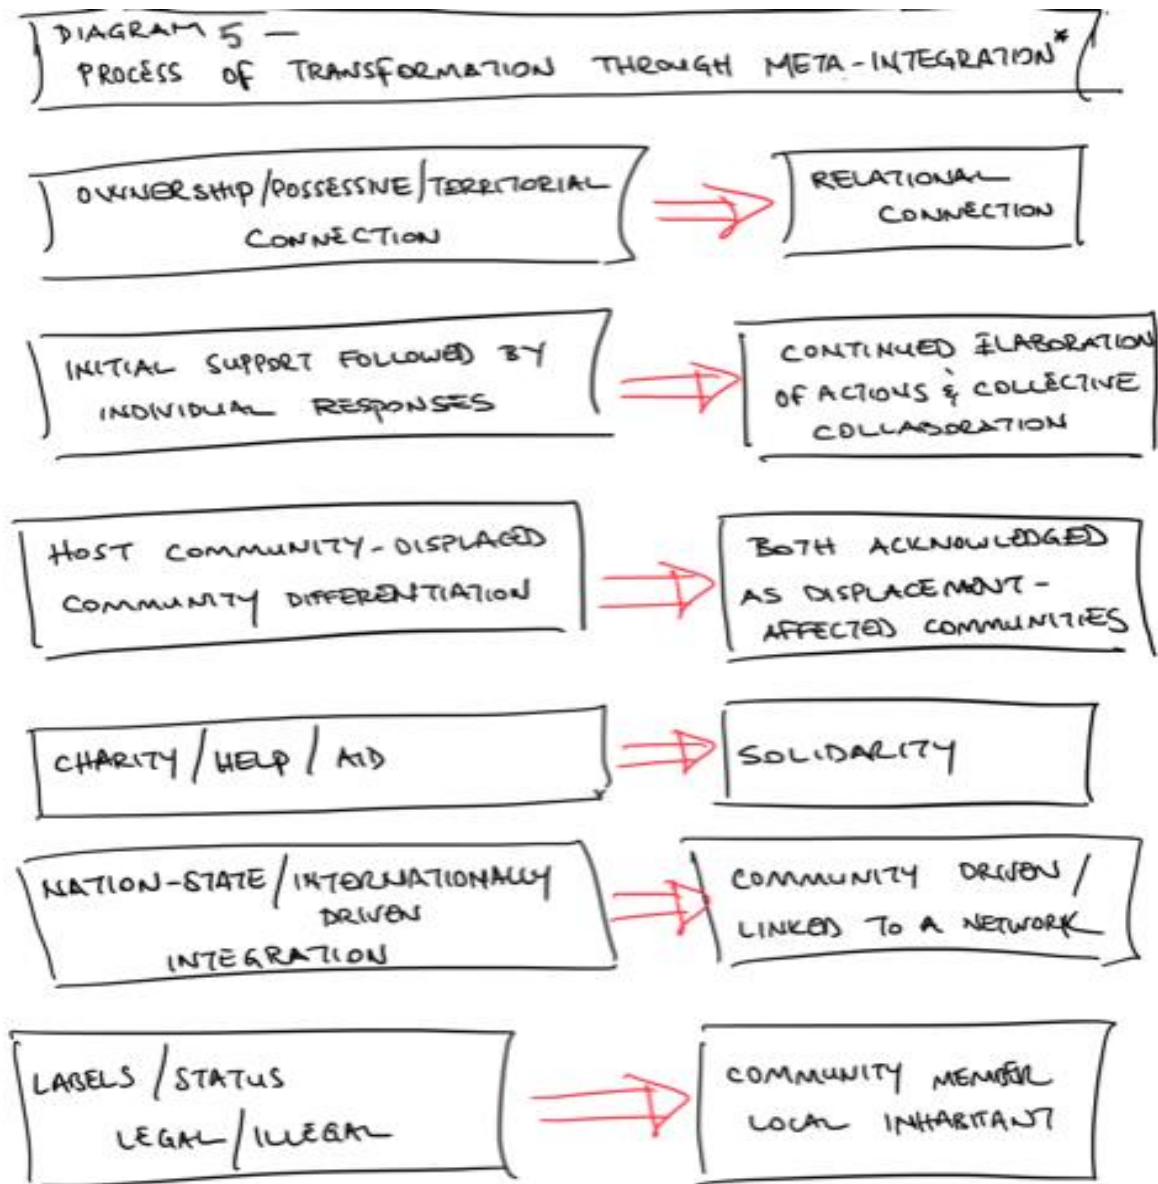 DIAGRAM 5 —
PROCESS OF TRANSFORMATION THROUGH META-INTEGRATION*
OWNERSHIP/POSSESSIVE/TERRITORIAL
CONNECTION
RELATIONAL
CONNECTION
INITIAL SUPPORT FOLLOWED BY
INDIVIDUAL RESPONSES
CONTINUED ELABORATION
OF ACTIONS & COLLECTIVE
COLLABORATION
HOST COMMUNITY-DISPLACED
COMMUNITY DIFFERENTIATION
BOTH ACKNOWLEDGED
AS DISPLACEMENT-
AFFECTED COMMUNITIES
CHARITY/HELP/AID
SOLIDARITY
NATION-STATE/INTERNATIONALLY
DRIVEN
INTEGRATION
COMMUNITY DRIVEN/
LINKED TO A NETWORK
LABELS/STATUS
LEGAL/ILLEGAL
COMMUNITY MEMBER
LOCAL INHABITANT